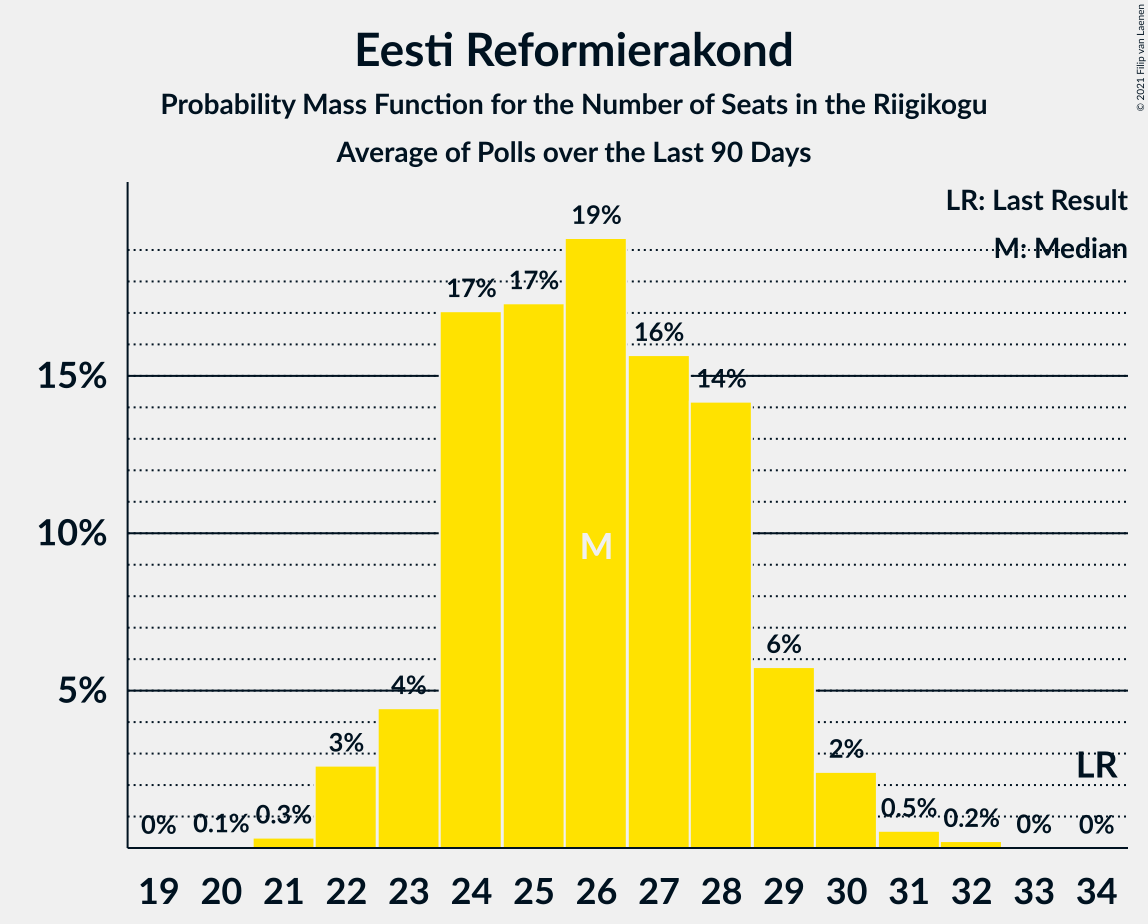 Eesti Reformierakond
Probability Mass Function for the Number of Seats in the Riigikogu
Average of Polls over the Last 90 Days
© 2021 Filip van Laenen
LR: Last Result
M: Median
19%
17%
17%
16%
15%
14%
10%
M
6%
5%
4%
3%
2%
LR
0%
0.1%
0.3%
0.5%
0.2%
0%
0%
19 20 21 22 23 24 25 26 27 28 29 30 31 32 33 34